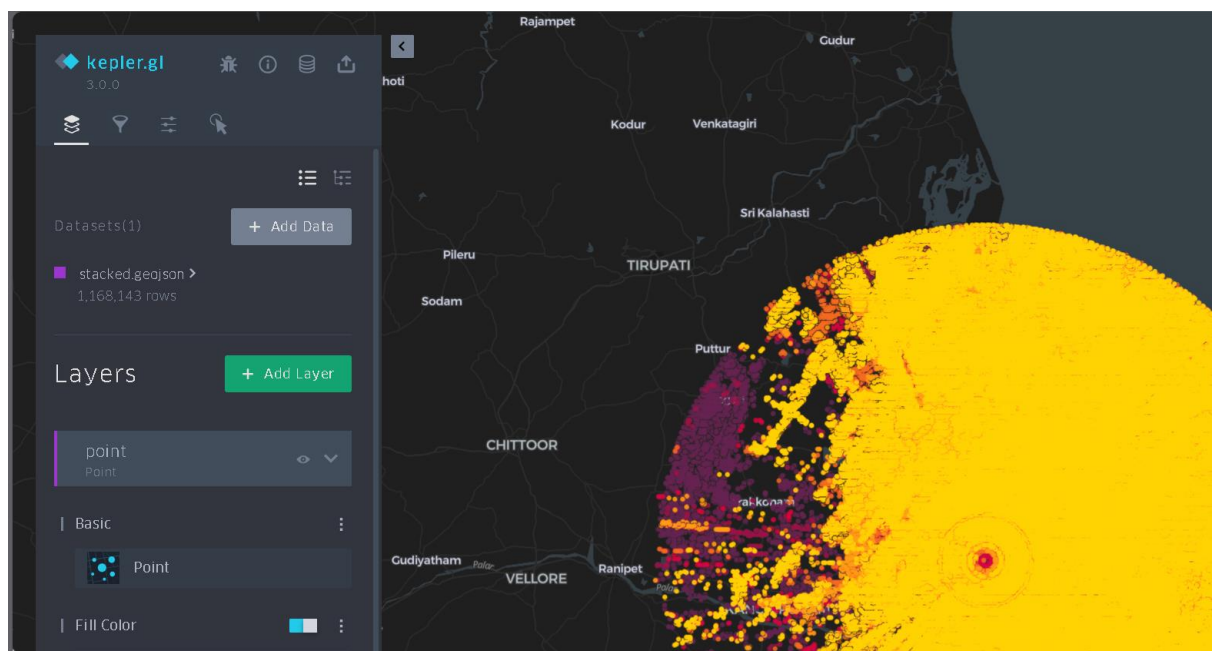 kepler.gl
3.0.0
Datasets(1)
+ Add Data
stacked.geojson
1,168,143 rows
Layers
+ Add Layer
point
Point
Basic
Point
Fill Color
Rajampet
Gudur
hoti
Kodur
Venkatagiri
Sri Kalahasti
Pileru
TIRUPATI
Sodam
Puttur
CHITTOOR
Gudiyatham
Palar
VELLORE
Ranipet